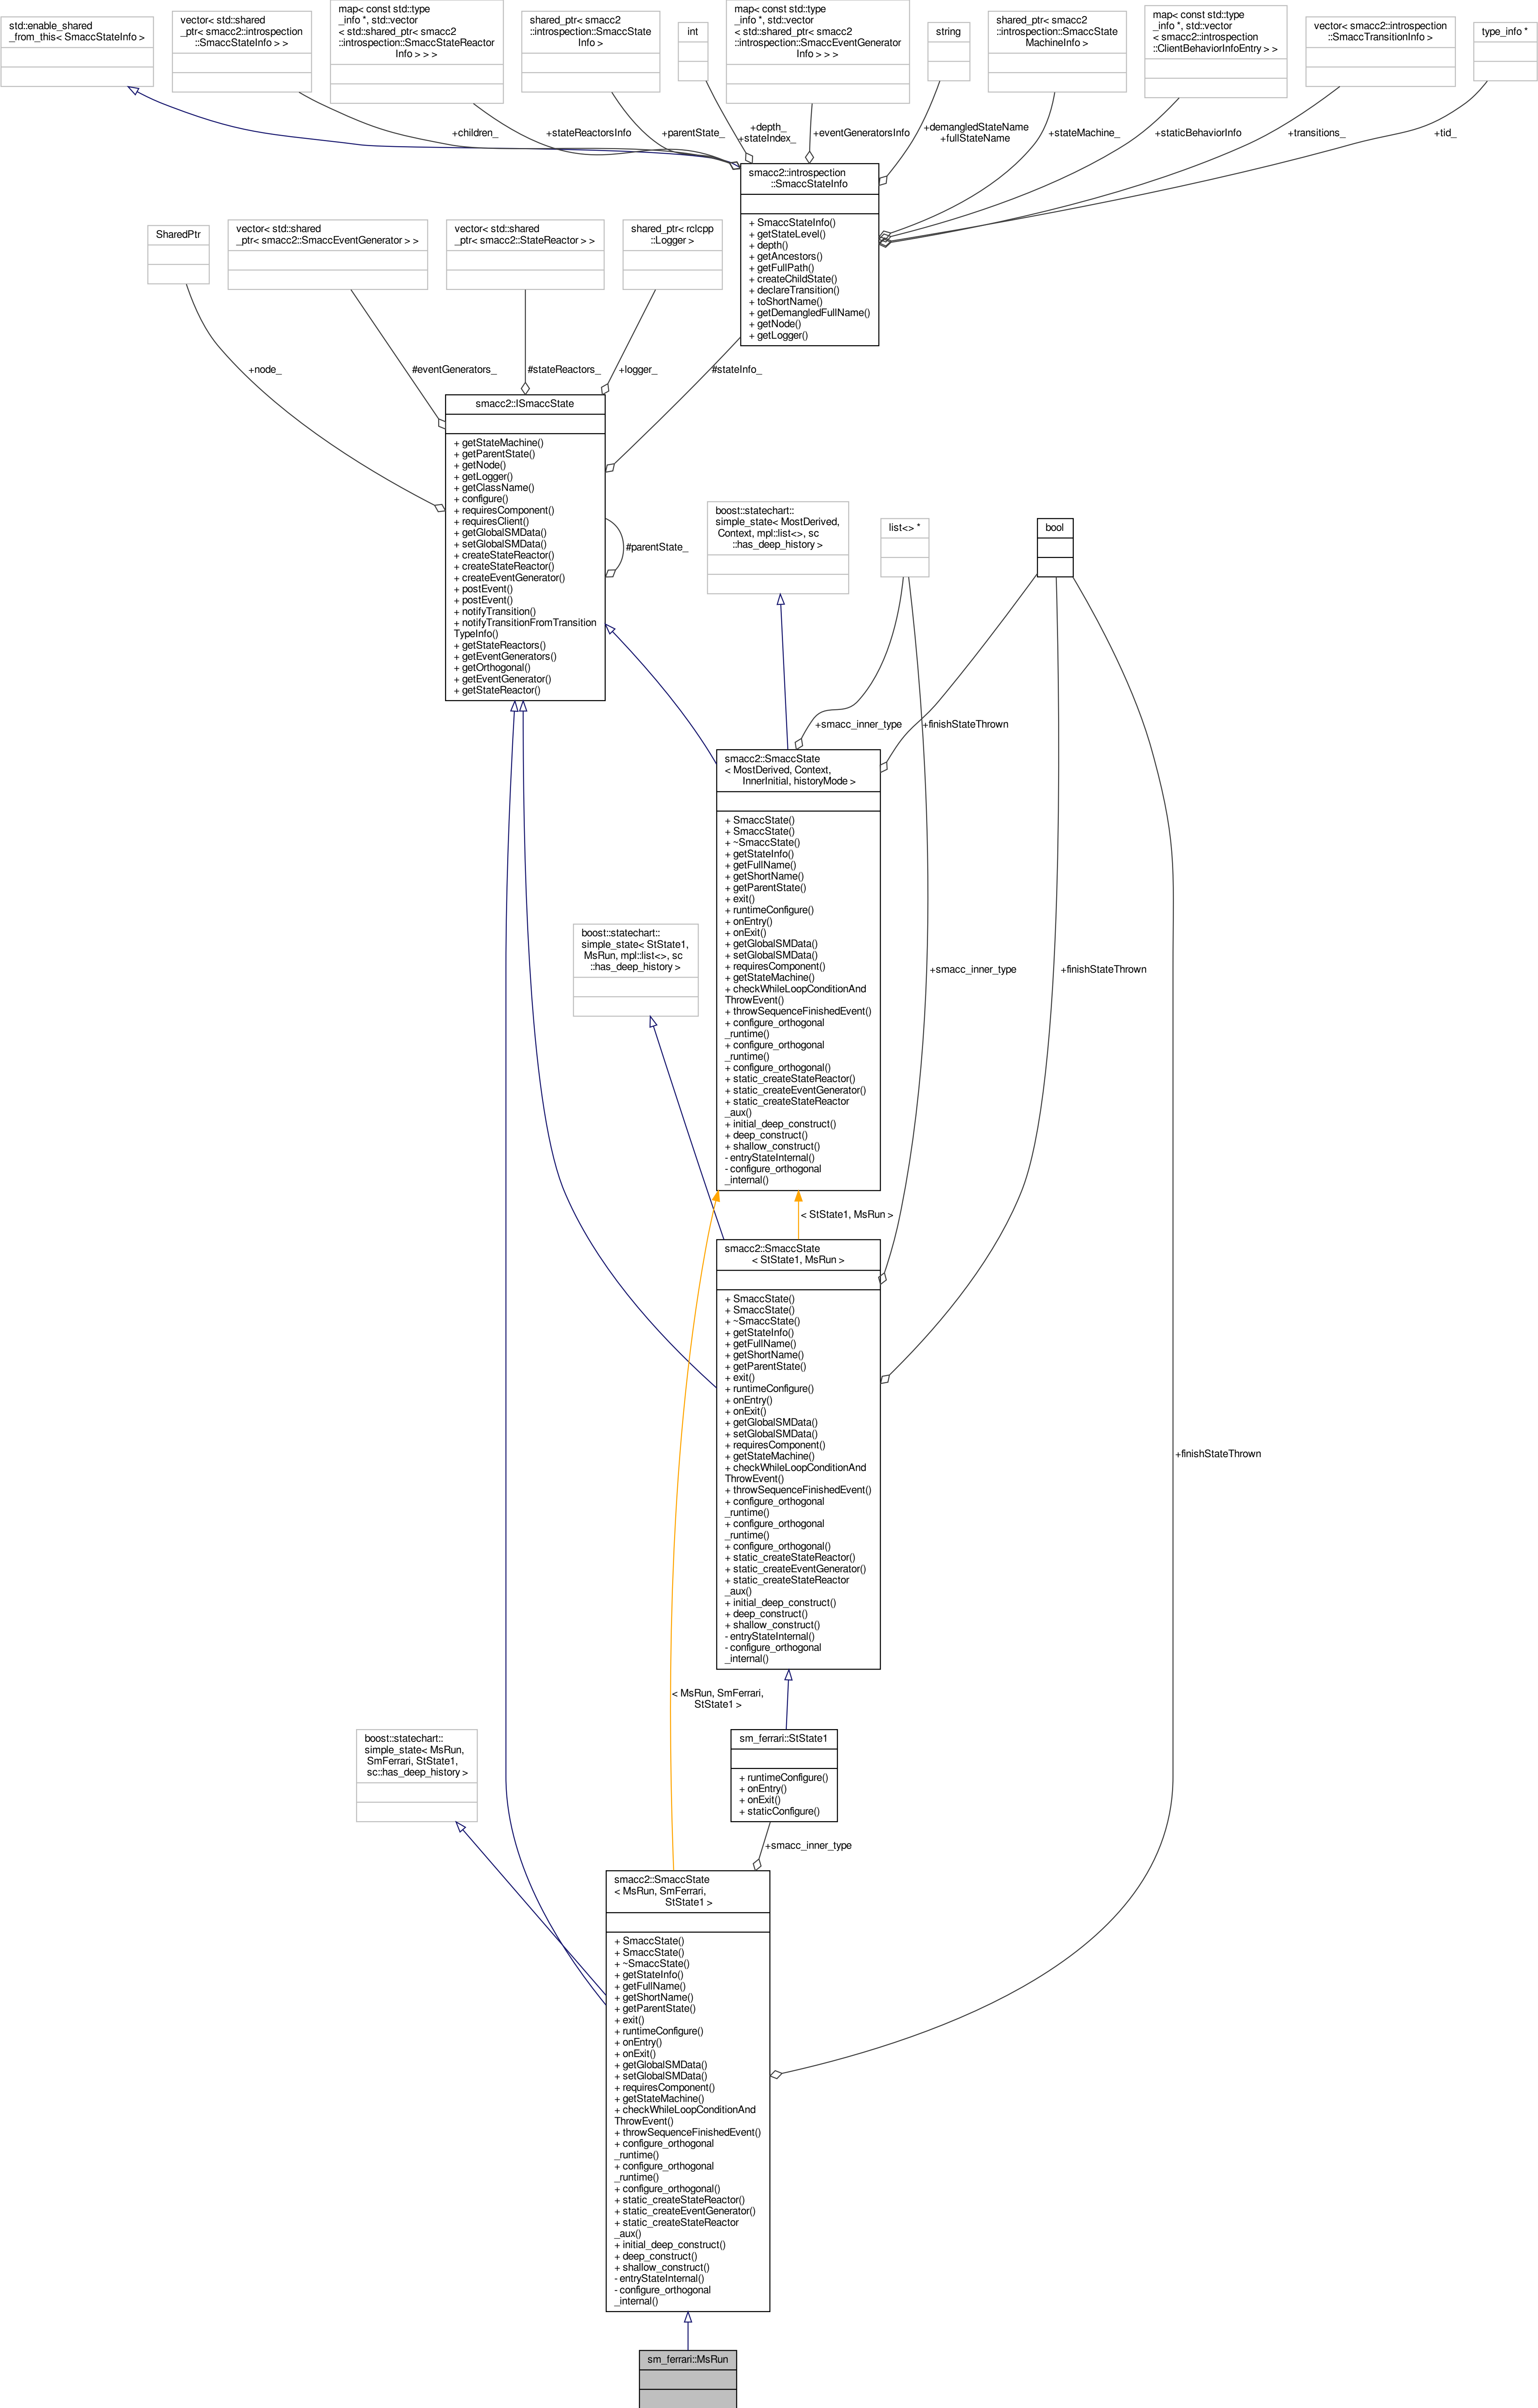 std::enable_shared
_from_this< SmaccStateInfo >
vector< std::shared
_ptr< smacc2::introspection
::SmaccStateInfo > >
map< const std::type
_info *, std::vector
< std::shared_ptr< smacc2
::introspection::SmaccStateReactor
Info > > >
shared_ptr< smacc2
::introspection::SmaccState
Info >
int
map< const std::type
_info *, std::vector
< std::shared_ptr< smacc2
::introspection::SmaccEventGenerator
Info > > >
string
shared_ptr< smacc2
::introspection::SmaccState
MachineInfo >
map< const std::type
_info *, std::vector
< smacc2::introspection
::ClientBehaviorInfoEntry > >
vector< smacc2::introspection
::SmaccTransitionInfo >
type_info *
+children_
+stateReactorsInfo
+parentState_
+depth_
+stateIndex_
+eventGeneratorsInfo
+demangledStateName
+fullStateName
+stateMachine_
+staticBehaviorInfo
+transitions_
+tid_
smacc2::introspection
::SmaccStateInfo
+ SmaccStateInfo()
+ getStateLevel()
+ depth()
+ getAncestors()
+ getFullPath()
+ createChildState()
+ declareTransition()
+ toShortName()
+ getDemangledFullName()
+ getNode()
+ getLogger()
SharedPtr
vector< std::shared
_ptr< smacc2::SmaccEventGenerator > >
vector< std::shared
_ptr< smacc2::StateReactor > >
shared_ptr< rclcpp
::Logger >
+node_
#eventGenerators_
#stateReactors_
+logger_
#stateInfo_
smacc2::ISmaccState
+ getStateMachine()
+ getParentState()
+ getNode()
+ getLogger()
+ getClassName()
+ configure()
+ requiresComponent()
+ requiresClient()
+ getGlobalSMData()
+ setGlobalSMData()
+ createStateReactor()
+ createStateReactor()
+ createEventGenerator()
+ postEvent()
+ postEvent()
+ notifyTransition()
+ notifyTransitionFromTransition
TypeInfo()
+ getStateReactors()
+ getEventGenerators()
+ getOrthogonal()
+ getEventGenerator()
+ getStateReactor()
#parentState_
boost::statechart::
simple_state< MostDerived,
Context, mpl::list<>, sc
::has_deep_history >
list<> *
bool
+smacc_inner_type
+finishStateThrown
smacc2::SmaccState
< MostDerived, Context,
InnerInitial, historyMode >
+ SmaccState()
+ SmaccState()
+ ~SmaccState()
+ getStateInfo()
+ getFullName()
+ getShortName()
+ getParentState()
+ exit()
+ runtimeConfigure()
+ onEntry()
+ onExit()
+ getGlobalSMData()
+ setGlobalSMData()
+ requiresComponent()
+ getStateMachine()
+ checkWhileLoopConditionAnd
ThrowEvent()
+ throwSequenceFinishedEvent()
+ configure_orthogonal
_runtime()
+ configure_orthogonal
_runtime()
+ configure_orthogonal()
+ static_createStateReactor()
+ static_createEventGenerator()
+ static_createStateReactor
_aux()
+ initial_deep_construct()
+ deep_construct()
+ shallow_construct()
- entryStateInternal()
- configure_orthogonal
_internal()
boost::statechart::
simple_state< StState1,
MsRun, mpl::list<>, sc
::has_deep_history >
+smacc_inner_type
+finishStateThrown
< StState1, MsRun >
smacc2::SmaccState
< StState1, MsRun >
+ SmaccState()
+ SmaccState()
+ ~SmaccState()
+ getStateInfo()
+ getFullName()
+ getShortName()
+ getParentState()
+ exit()
+ runtimeConfigure()
+ onEntry()
+ onExit()
+ getGlobalSMData()
+ setGlobalSMData()
+ requiresComponent()
+ getStateMachine()
+ checkWhileLoopConditionAnd
ThrowEvent()
+ throwSequenceFinishedEvent()
+ configure_orthogonal
_runtime()
+ configure_orthogonal
_runtime()
+ configure_orthogonal()
+ static_createStateReactor()
+ static_createEventGenerator()
+ static_createStateReactor
_aux()
+ initial_deep_construct()
+ deep_construct()
+ shallow_construct()
- entryStateInternal()
- configure_orthogonal
_internal()
+finishStateThrown
< MsRun, SmFerrari,
StState1 >
boost::statechart::
simple_state< MsRun,
SmFerrari, StState1,
sc::has_deep_history >
sm_ferrari::StState1
+ runtimeConfigure()
+ onEntry()
+ onExit()
+ staticConfigure()
+smacc_inner_type
smacc2::SmaccState
< MsRun, SmFerrari,
StState1 >
+ SmaccState()
+ SmaccState()
+ ~SmaccState()
+ getStateInfo()
+ getFullName()
+ getShortName()
+ getParentState()
+ exit()
+ runtimeConfigure()
+ onEntry()
+ onExit()
+ getGlobalSMData()
+ setGlobalSMData()
+ requiresComponent()
+ getStateMachine()
+ checkWhileLoopConditionAnd
ThrowEvent()
+ throwSequenceFinishedEvent()
+ configure_orthogonal
_runtime()
+ configure_orthogonal
_runtime()
+ configure_orthogonal()
+ static_createStateReactor()
+ static_createEventGenerator()
+ static_createStateReactor
_aux()
+ initial_deep_construct()
+ deep_construct()
+ shallow_construct()
- entryStateInternal()
- configure_orthogonal
_internal()
sm_ferrari::MsRun